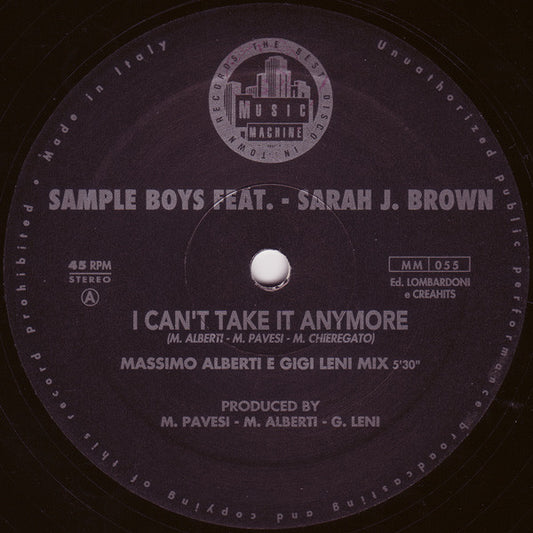 THE BEST DISCO IN TOWN RECORDS
MUSIC
MACHINE
SAMPLE BOYS FEAT. - SARAH J. BROWN
45 RPM
STEREO
A
MM 055
Ed. LOMBARDONI
e CREAHITS
I CAN'T TAKE IT ANYMORE
(M. ALBERTI - M. PAVESI - M. CHIEREGATO)
MASSIMO ALBERTI E GIGI LENI MIX 5'30"
PRODUCED BY
M. PAVESI - M. ALBERTI - G. LENI
Unuathorized Public Performance broadcasting and copying of this record Prohibited • Made in Italy